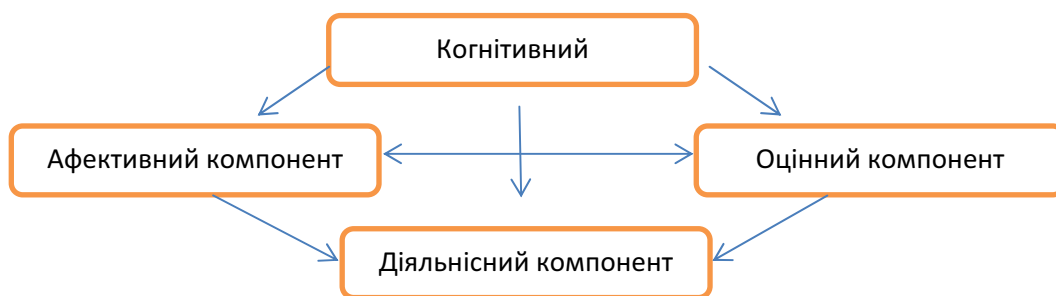 Когнітивний
Афективний компонент
Оцінний компонент
Діяльнісний компонент